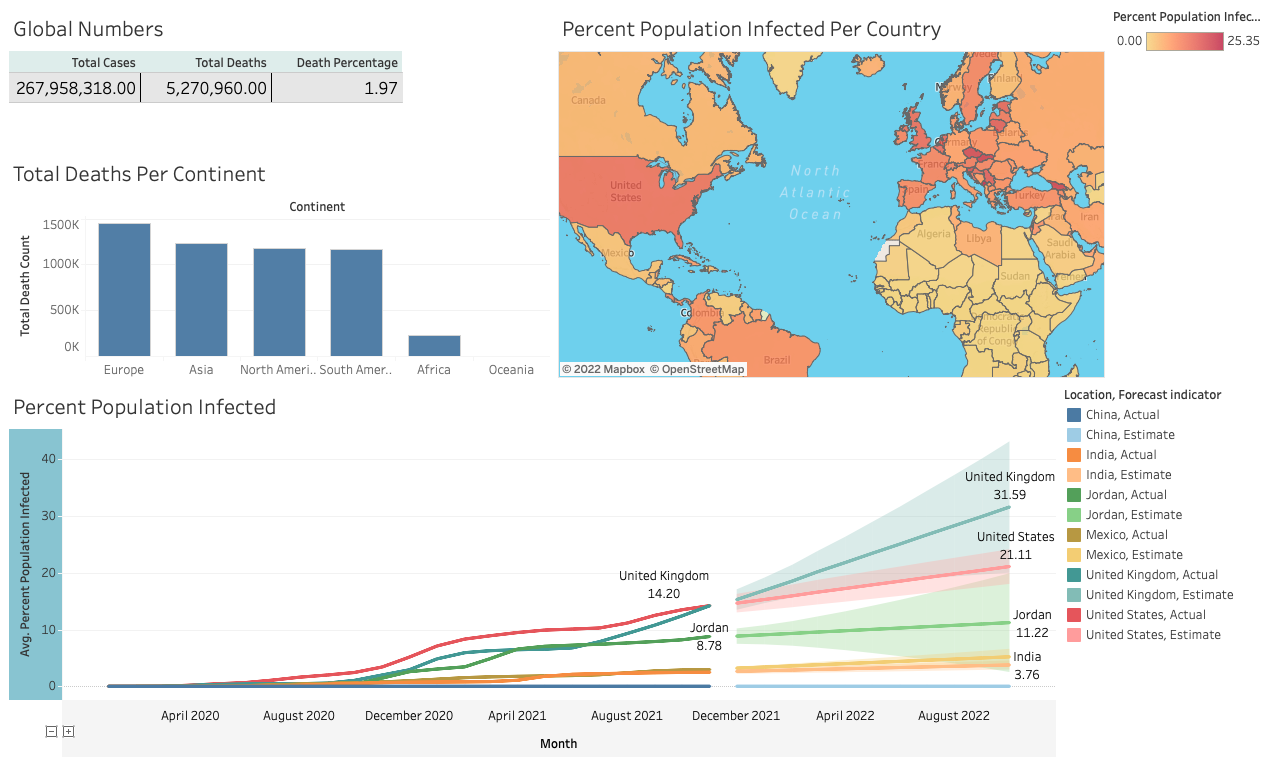 Global Numbers
Total Cases Total Deaths Death Percentage
267,958,318.00 5,270,960.00 1.97
Total Deaths Per Continent
Continent
Total Death Count
1500K
1000K
500K
0K
Europe Asia North Ameri.. South Amer.. Africa Oceania
Percent Population Infected Per Country
Canada
United
States
Mexico
North
Atlantic
Ocean
Colombia
Brazil
Sweden
Norway
Finland
Belarus
Germany
France
Spain
Turkey
Iraq
Iran
Algeria
Libya
Saudi
Arabia
Sudan
Yemen
Democratic
Republic
of Congo
© 2022 Mapbox © OpenStreetMap
Percent Population Infec...
0.00 25.35
Percent Population Infected
Avg. Percent Population Infected
40
30
20
10
0
United Kingdom
14.20
Jordan
8.78
United Kingdom
31.59
United States
21.11
Jordan
11.22
India
3.76
April 2020 August 2020 December 2020 April 2021 August 2021 December 2021 April 2022 August 2022
Month
Location, Forecast indicator
China, Actual
China, Estimate
India, Actual
India, Estimate
Jordan, Actual
Jordan, Estimate
Mexico, Actual
Mexico, Estimate
United Kingdom, Actual
United Kingdom, Estimate
United States, Actual
United States, Estimate